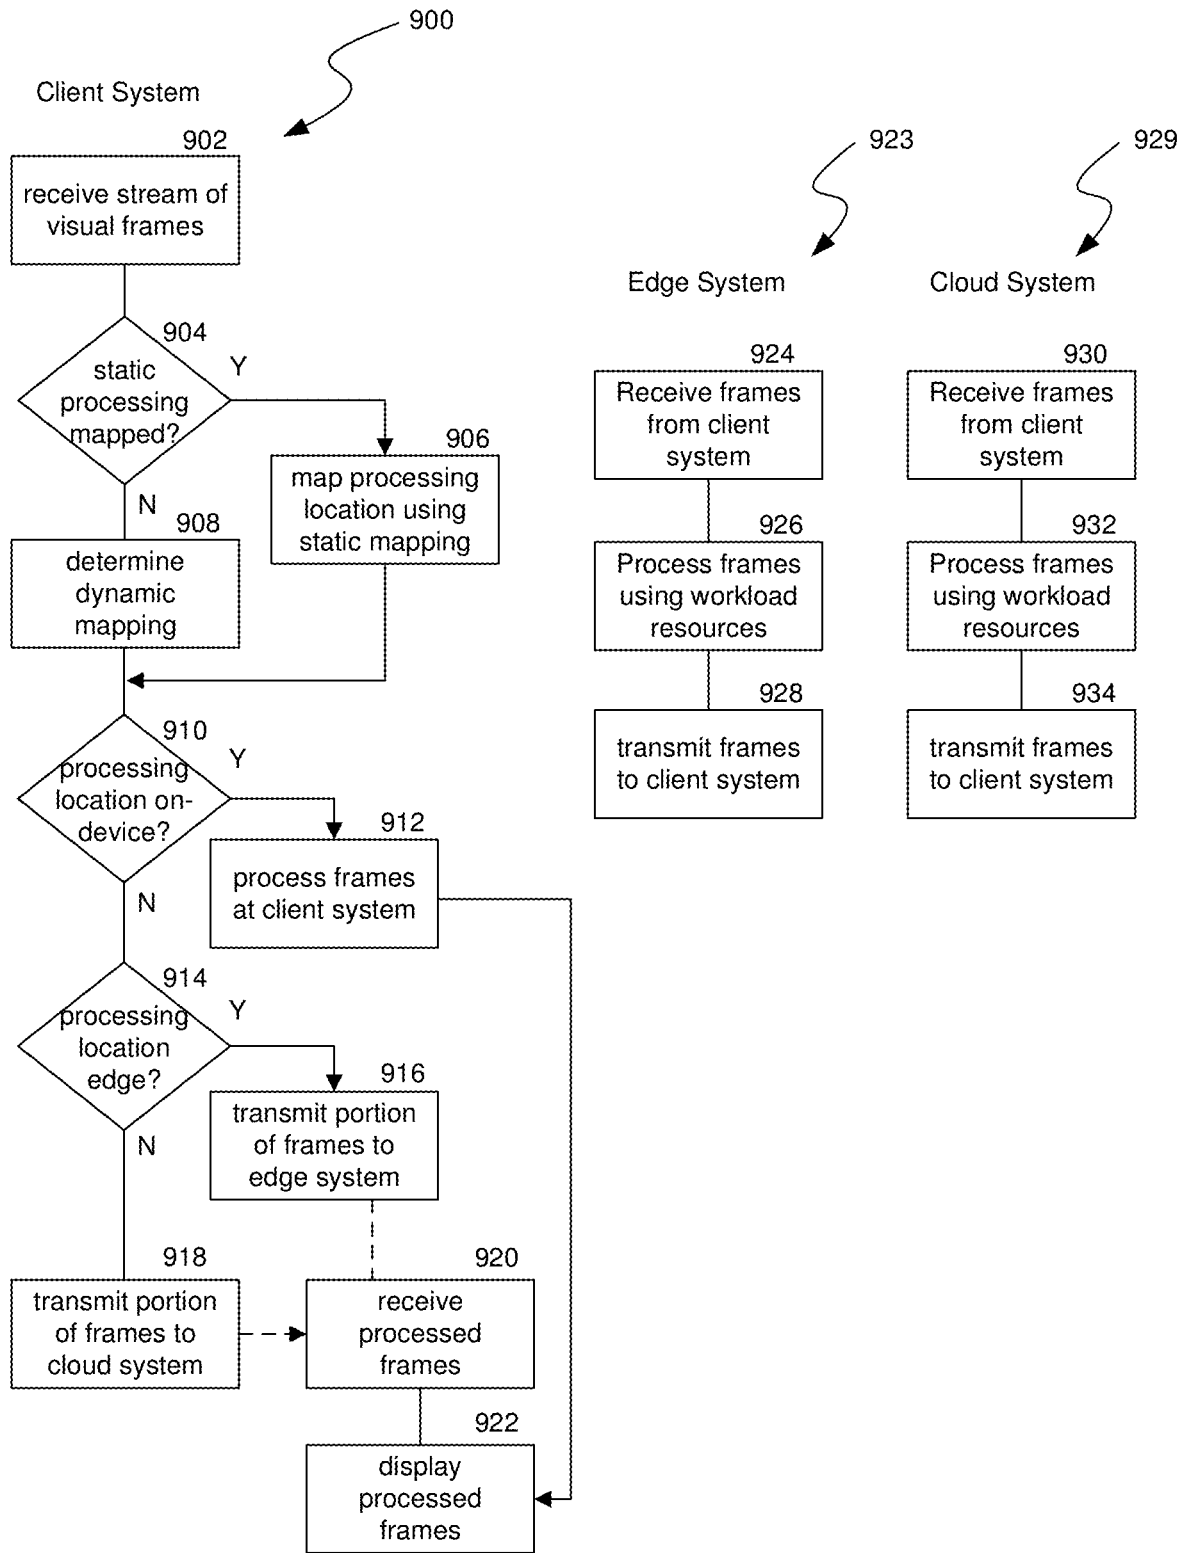 900
Client System
902
receive stream of
visual frames
904
static
processing
mapped?
Y
N
906
map processing
location using
static mapping
908
determine
dynamic
mapping
910
processing
location on-
device?
Y
N
912
process frames
at client system
914
processing
location
edge?
Y
N
916
transmit portion
of frames to
edge system
918
transmit portion
of frames to
cloud system
920
receive
processed
frames
922
display
processed
frames
923
Edge System
924
Receive frames
from client
system
926
Process frames
using workload
resources
928
transmit frames
to client system
929
Cloud System
930
Receive frames
from client
system
932
Process frames
using workload
resources
934
transmit frames
to client system